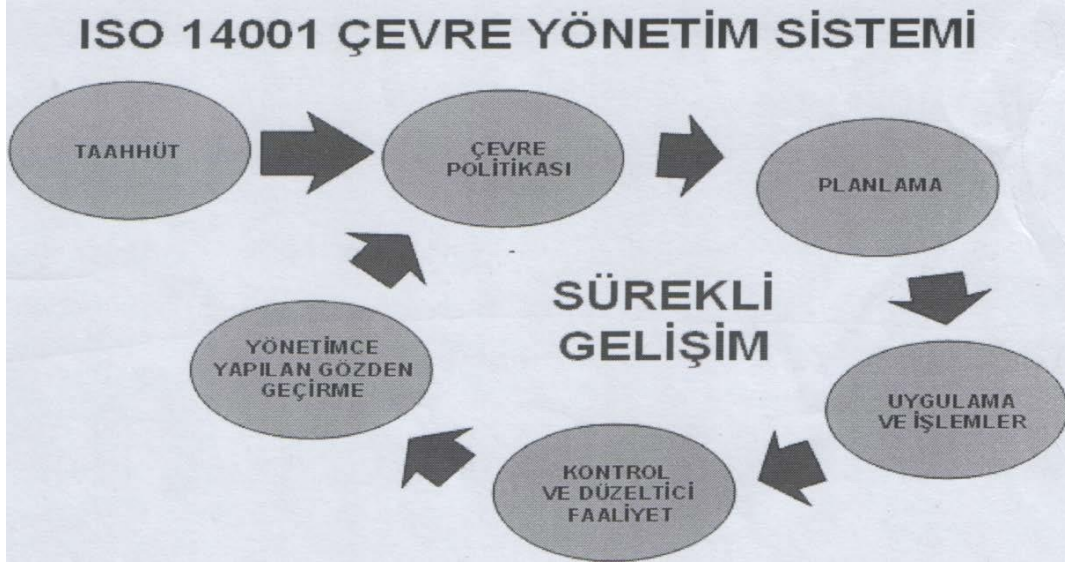 ISO 14001 ÇEVRE YÖNETİM SİSTEMİ
TAAHHÜT
ÇEVRE
POLİTİKASI
PLANLAMA
SÜREKLİ
GELİŞİM
UYGULAMA
VE İŞLEMLER
KONTROL
VE DÜZELTİCİ
FAALİYET
YÖNETİMCE
YAPILAN GÖZDEN
GEÇİRME